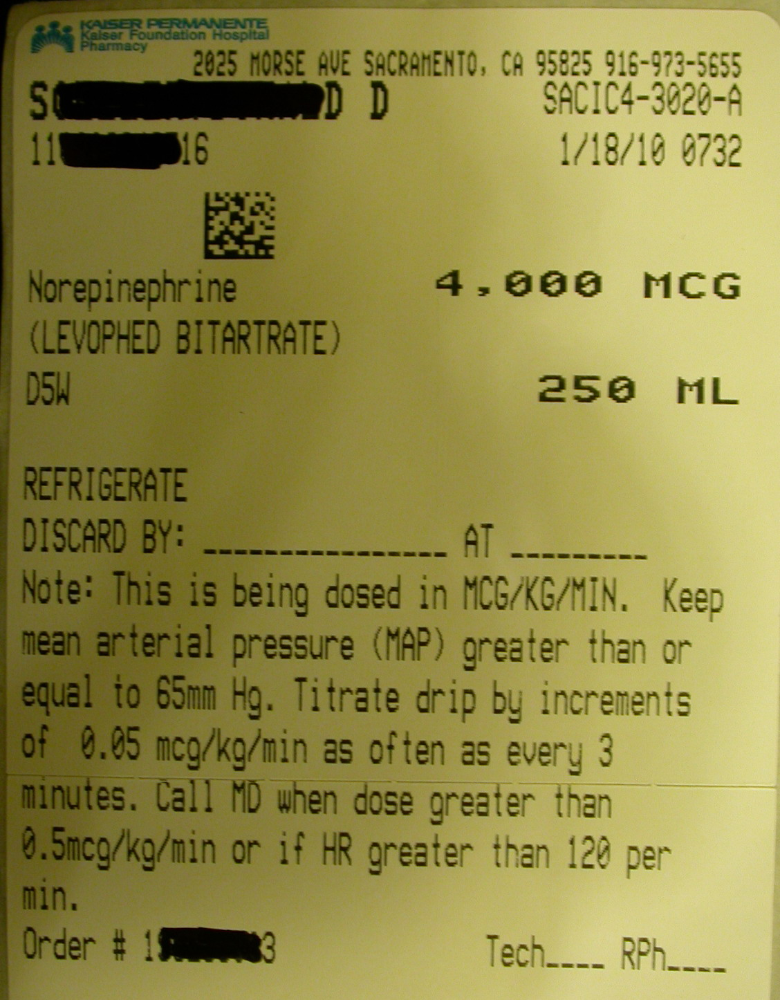 KAISER PERMANENTE
Kaiser Foundation Hospital
Pharmacy
2025 MORSE AVE SACRAMENTO, CA 95825 916-973-5655
D D SACIC4-3020-A
11 16 1/18/10 0732
Norepinephrine 4,000 MCG
(LEVOPHED BITARTRATE)
D5W 250 ML
REFRIGERATE
DISCARD BY: ________________ AT _________
Note: This is being dosed in MCG/KG/MIN. Keep
mean arterial pressure (MAP) greater than or
equal to 65mm Hg. Titrate drip by increments
of 0.05 mcg/kg/min as often as every 3
minutes. Call MD when dose greater than
0.5mcg/kg/min or if HR greater than 120 per
min.
Order # 1 3 Tech____ RPh____